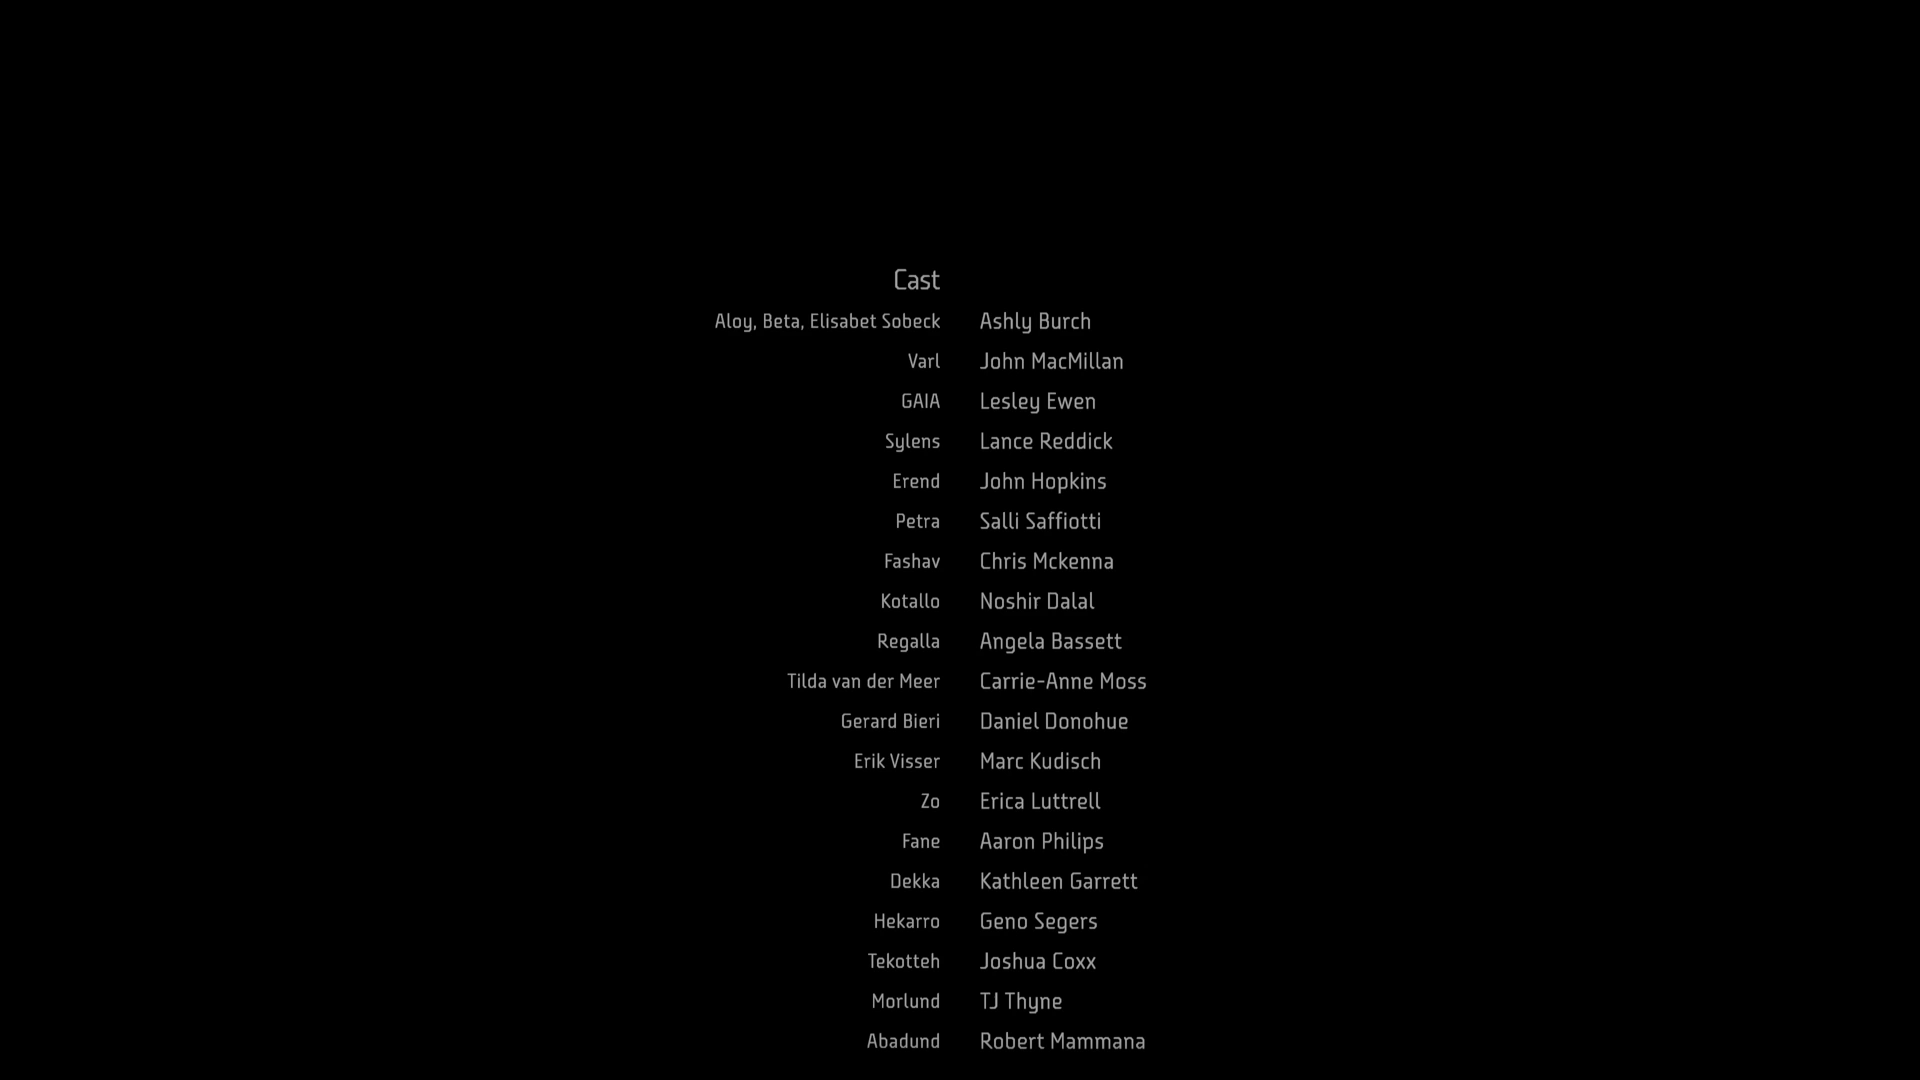 Cast
Aloy, Beta, Elisabet Sobeck Ashly Burch
Varl John MacMillan
GAIA Lesley Ewen
Sylens Lance Reddick
Erend John Hopkins
Petra Salli Saffiotti
Fashav Chris Mckenna
Kotallo Noshir Dalal
Regalla Angela Bassett
Tilda van der Meer Carrie-Anne Moss
Gerard Bieri Daniel Donohue
Erik Visser Marc Kudisch
Zo Erica Luttrell
Fane Aaron Philips
Dekka Kathleen Garrett
Hekarro Geno Segers
Tekotteh Joshua Coxx
Morlund TJ Thyne
Abadund Robert Mammana